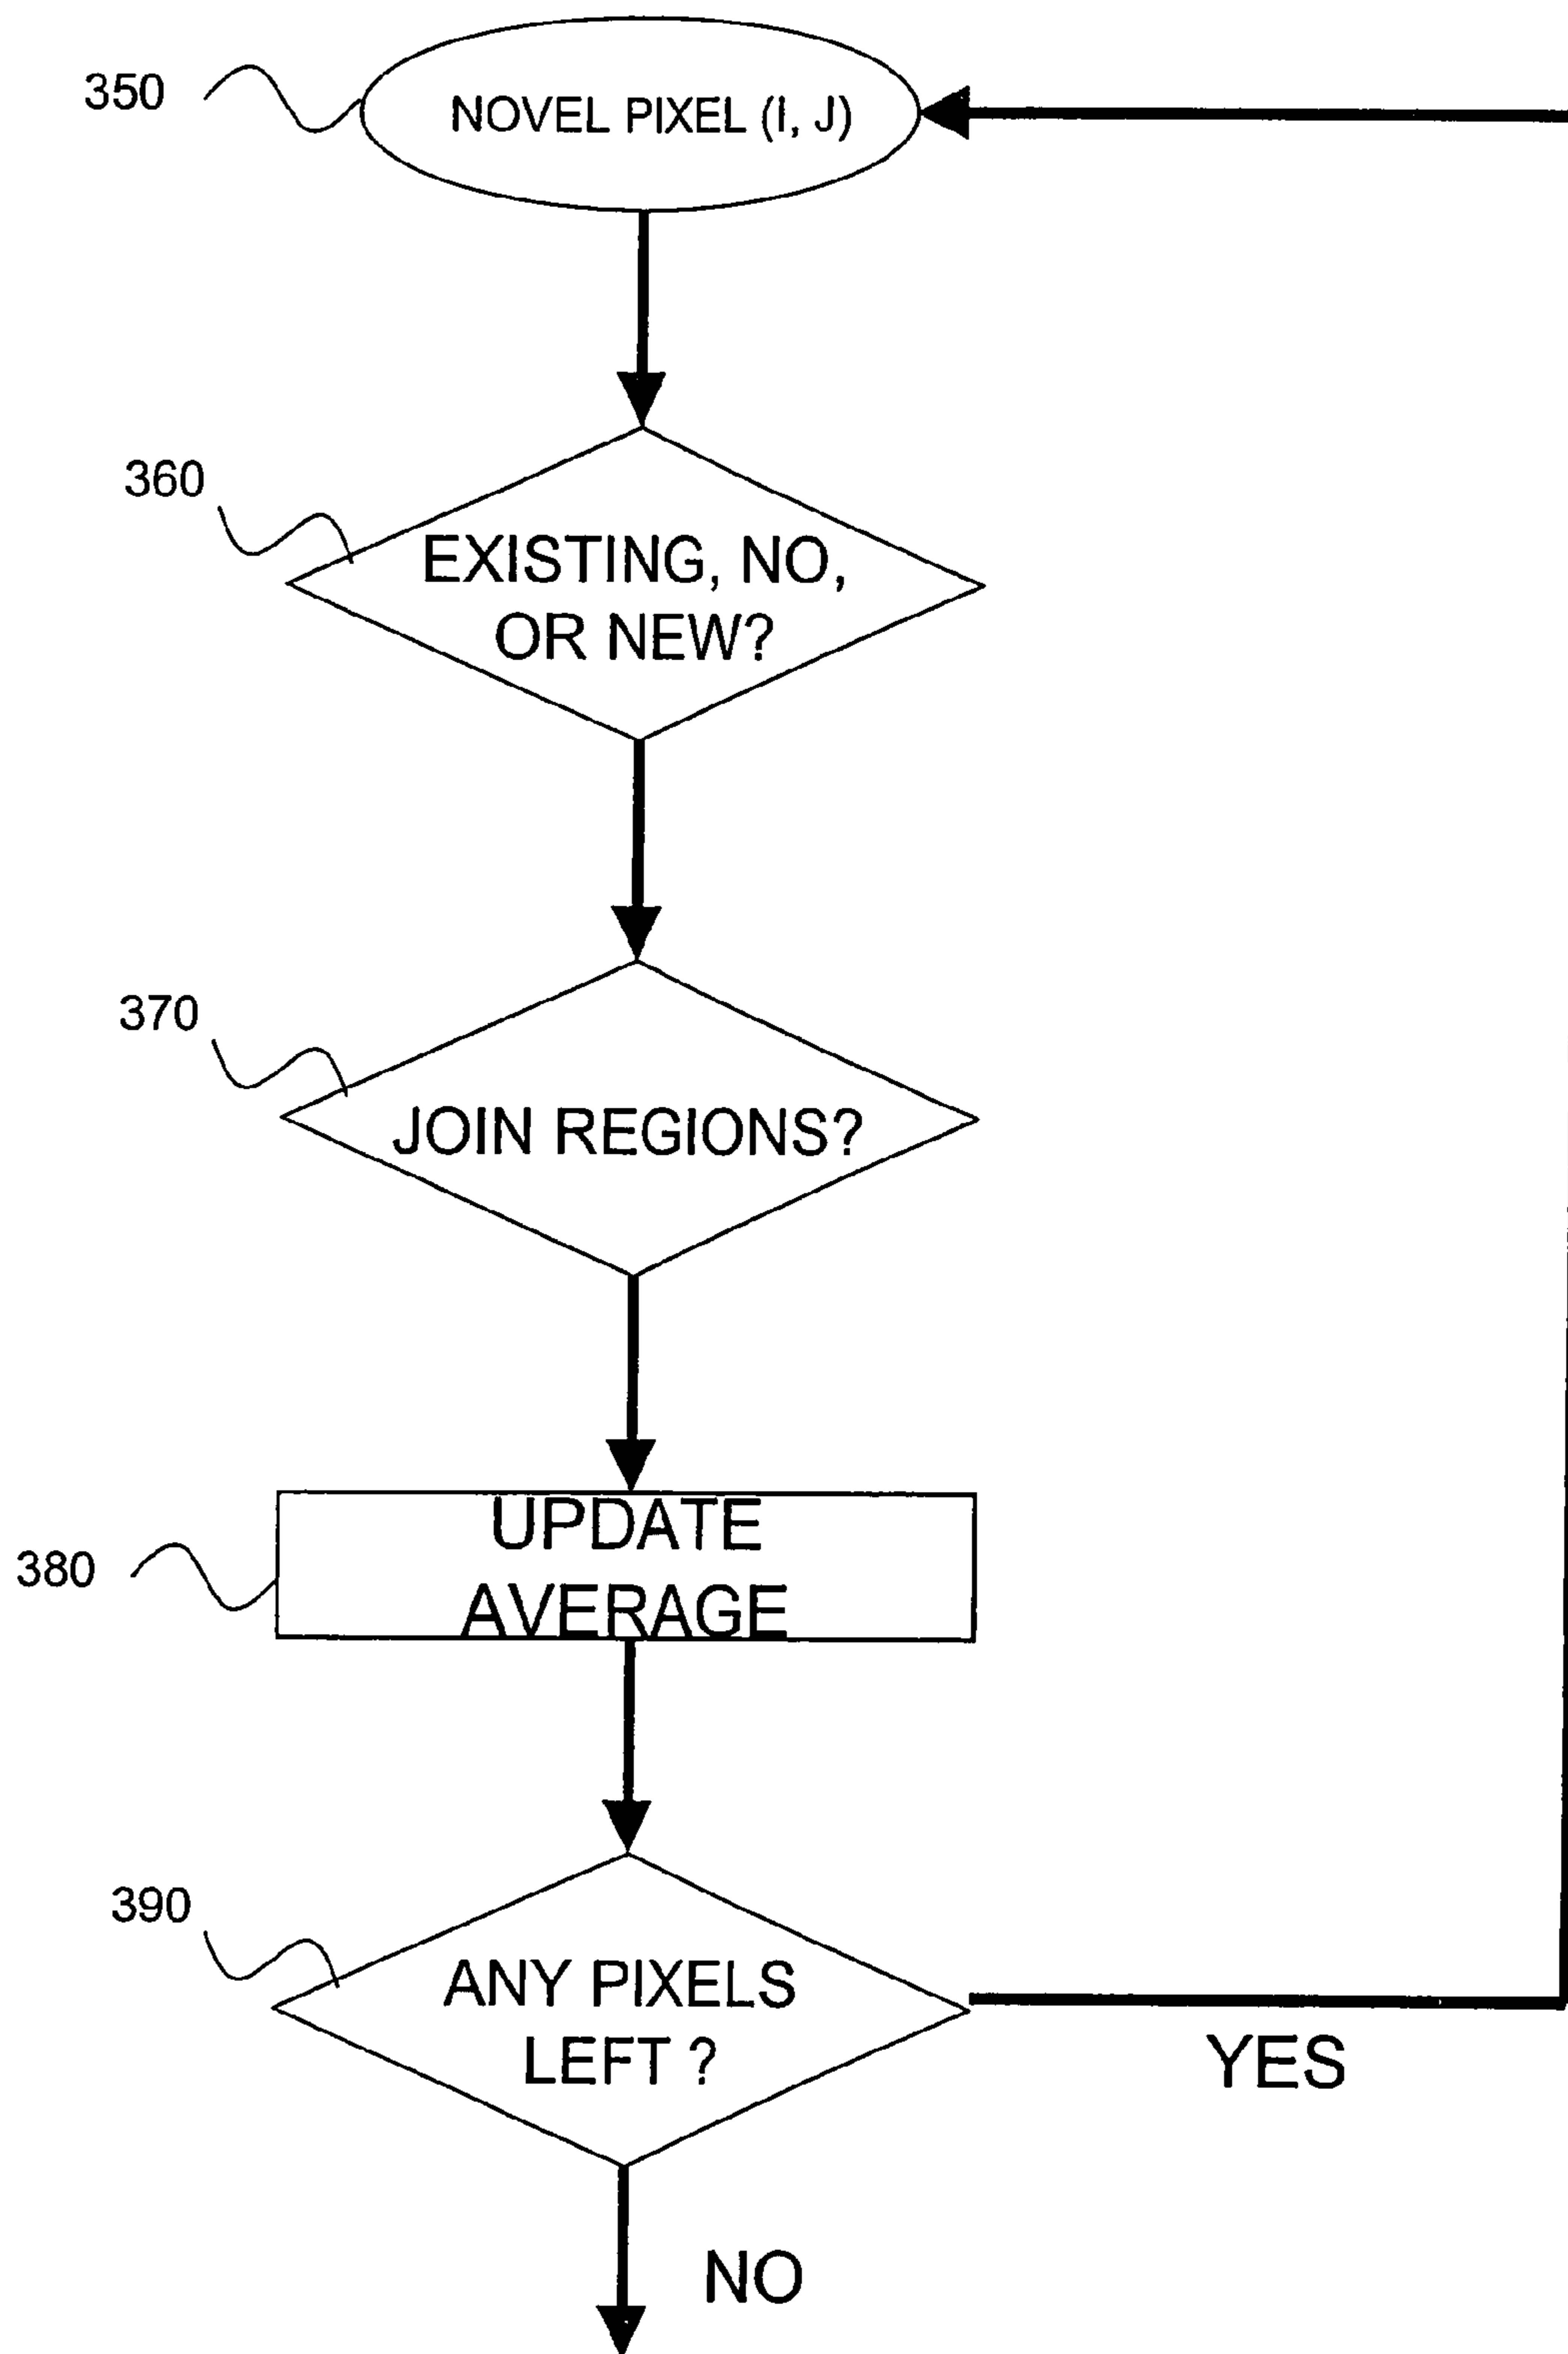 350
NOVEL PIXEL (I, J)
360
EXISTING, NO,
OR NEW?
370
JOIN REGIONS?
UPDATE
380
AVERAGE
390
ANY PIXELS
LEFT ?
YES
NO